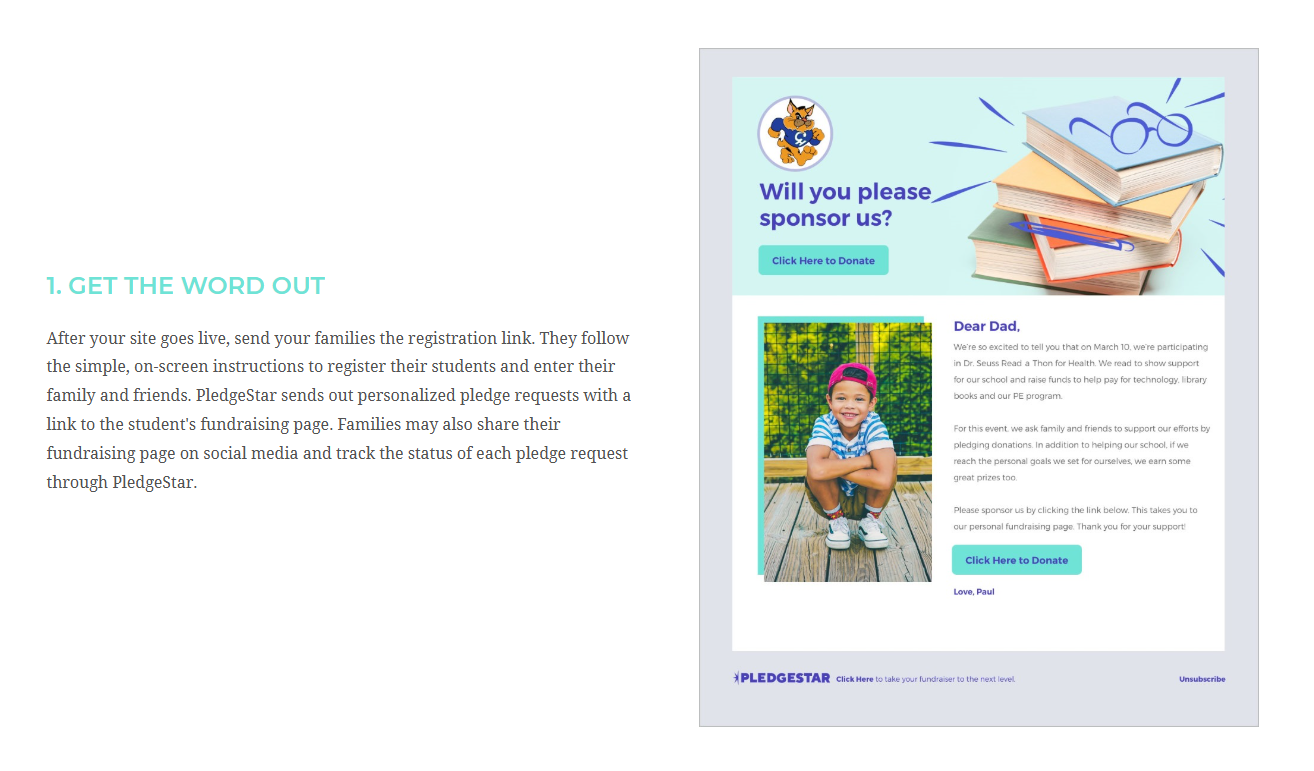 1. GET THE WORD OUT
After your site goes live, send your families the registration link. They follow
the simple, on-screen instructions to register their students and enter their
family and friends. PledgeStar sends out personalized pledge requests with a
link to the student's fundraising page. Families may also share their
fundraising page on social media and track the status of each pledge request
through PledgeStar.
Will you please
sponsor us?
Click Here to Donate
Dear Dad,
We're so excited to tell you that on March 10, we're participating
in Dr. Seuss Read a Thon for Health. We read to show support
for our school and raise funds to help pay for technology, library
books and our PE program.
For this event, we ask family and friends to support our efforts by
pledging donations. In addition to helping our school, if we
reach the personal goals we set for ourselves, we earn some
great prizes too.
Please sponsor us by clicking the link below. This takes you to
our personal fundraising page. Thank you for your support!
Click Here to Donate
Love, Paul
PLEDGESTAR Click Here to take your fundraiser to the next level.
Unsubscribe